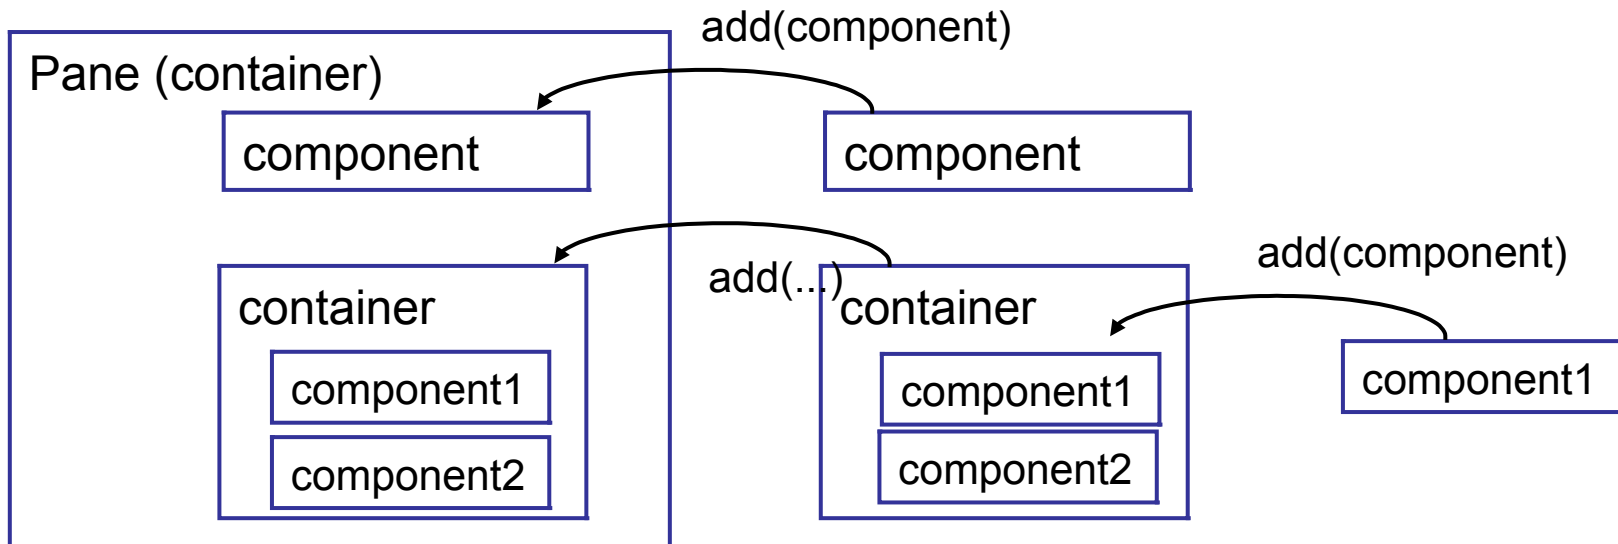 add(component)
Pane (container)
component
component
add(component)
add(...)
container
container
component1
component1
component1
component2
component2